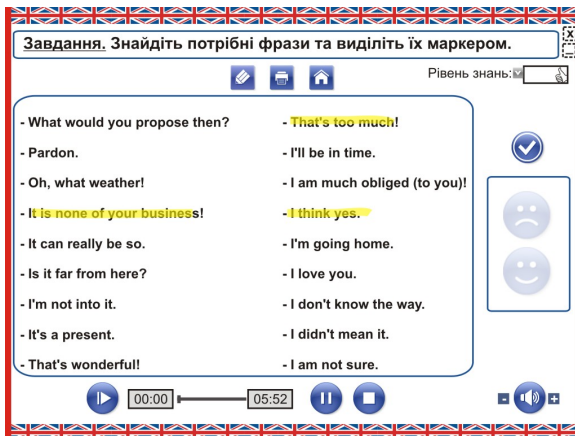 Завдання. Знайдіть потрібні фрази та виділіть їх маркером.
Рівень знань:
- What would you propose then?
- Pardon.
- Oh, what weather!
- It is none of your business!
- It can really be so.
- Is it far from here?
- I'm not into it.
- It's a present.
- That's wonderful!
- That's too much!
- I'll be in time.
- I am much obliged (to you)!
- I think yes.
- I'm going home.
- I love you.
- I don't know the way.
- I didn't mean it.
- I am not sure.
00:00
05:52